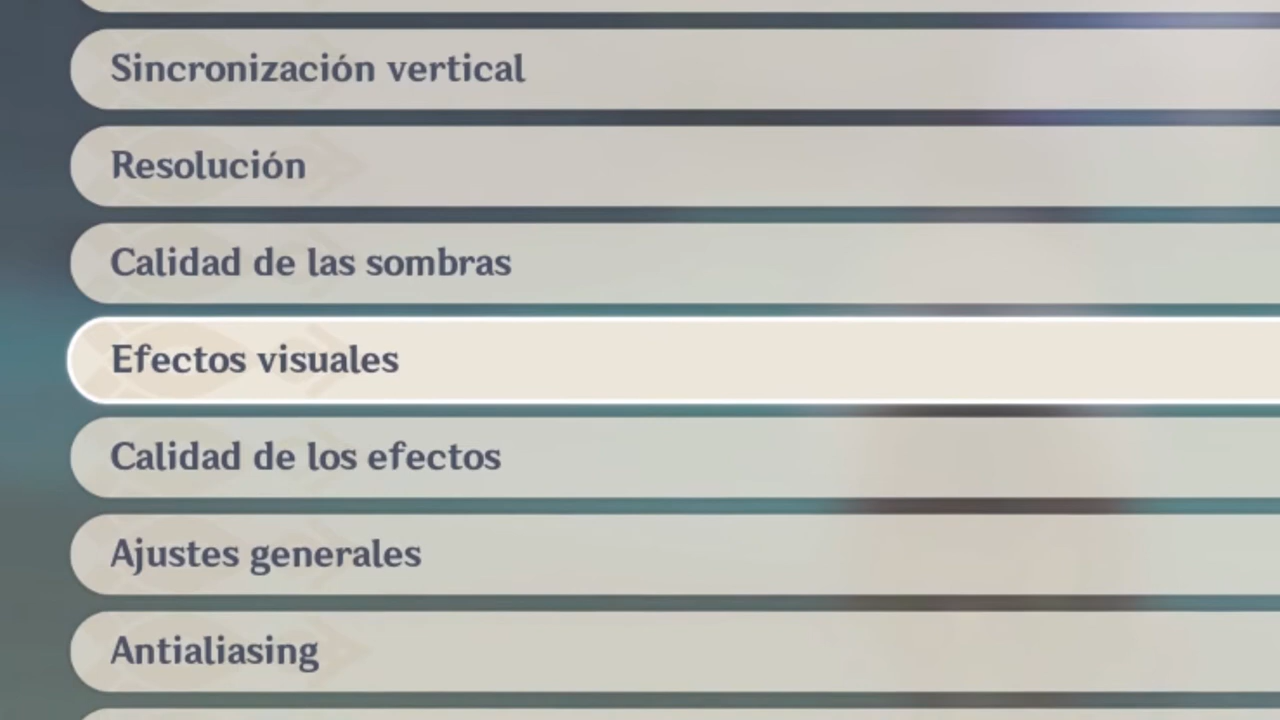 Sincronización vertical
Resolución
Calidad de las sombras
Efectos visuales
Calidad de los efectos
Ajustes generales
Antialiasing